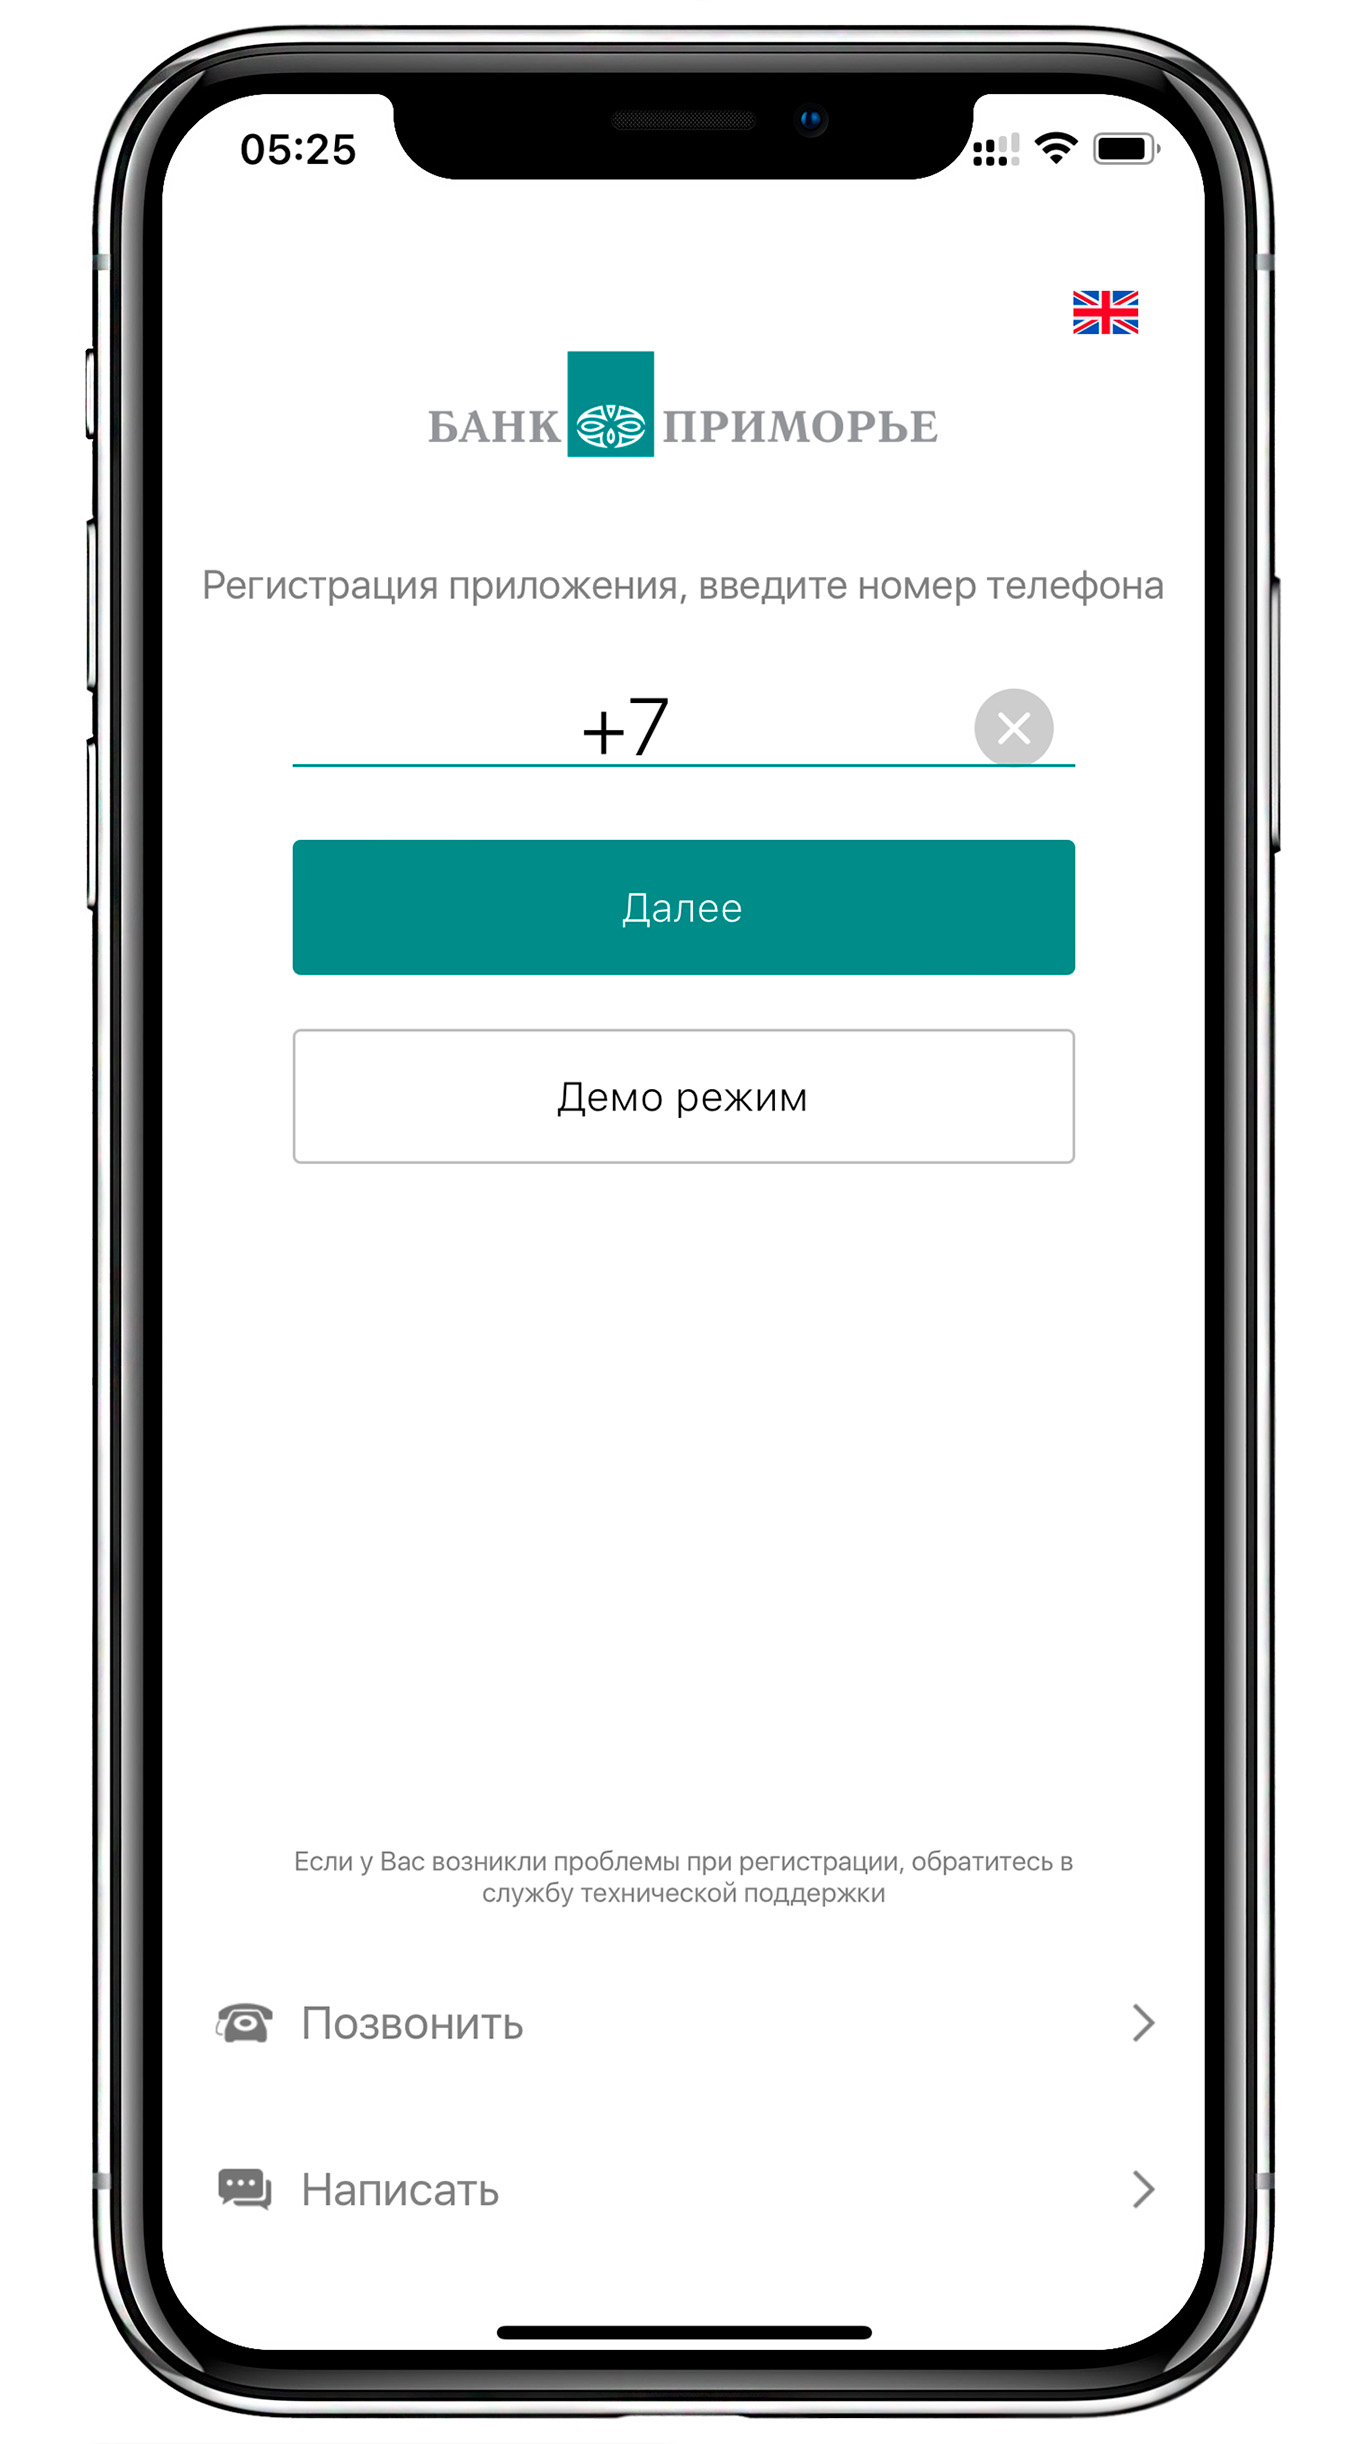 05:25
БАНК ПРИМОРЬЕ
Регистрация приложения, введите номер телефона
+7
Далее
Демо режим
Если у Вас возникли проблемы при регистрации, обратитесь в
службу технической поддержки
Позвонить
Написать